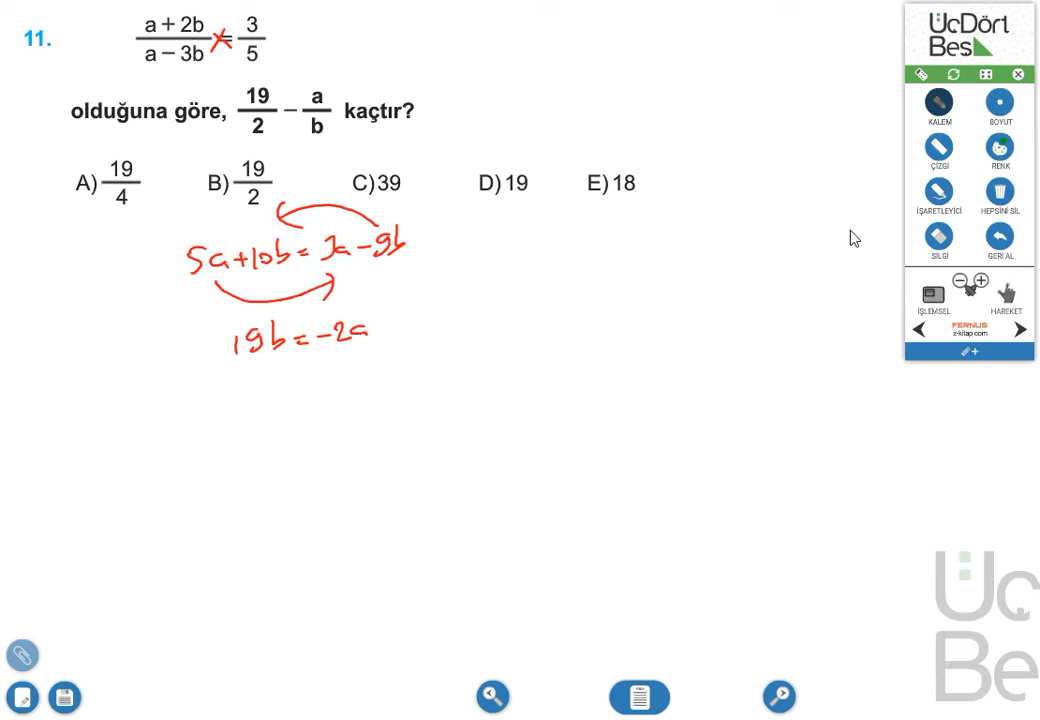 11.
a + 2b / a − 3b = 3 / 5
olduğuna göre, 19/2 − a/b kaçtır?
A) 19/4 B) 19/2 C) 39 D) 19 E) 18
5a+10b = 3a − 9b
19b = −2a
ÜçDört
Beş
KALEM BOYUT
ÇİZGİ RENK
İŞARETLEYİCİ HEPSİNİ SİL
SİLGİ GERİ AL
İŞLEMSEL HAREKET
FERNUS
z-kitap.com
Üç
Be